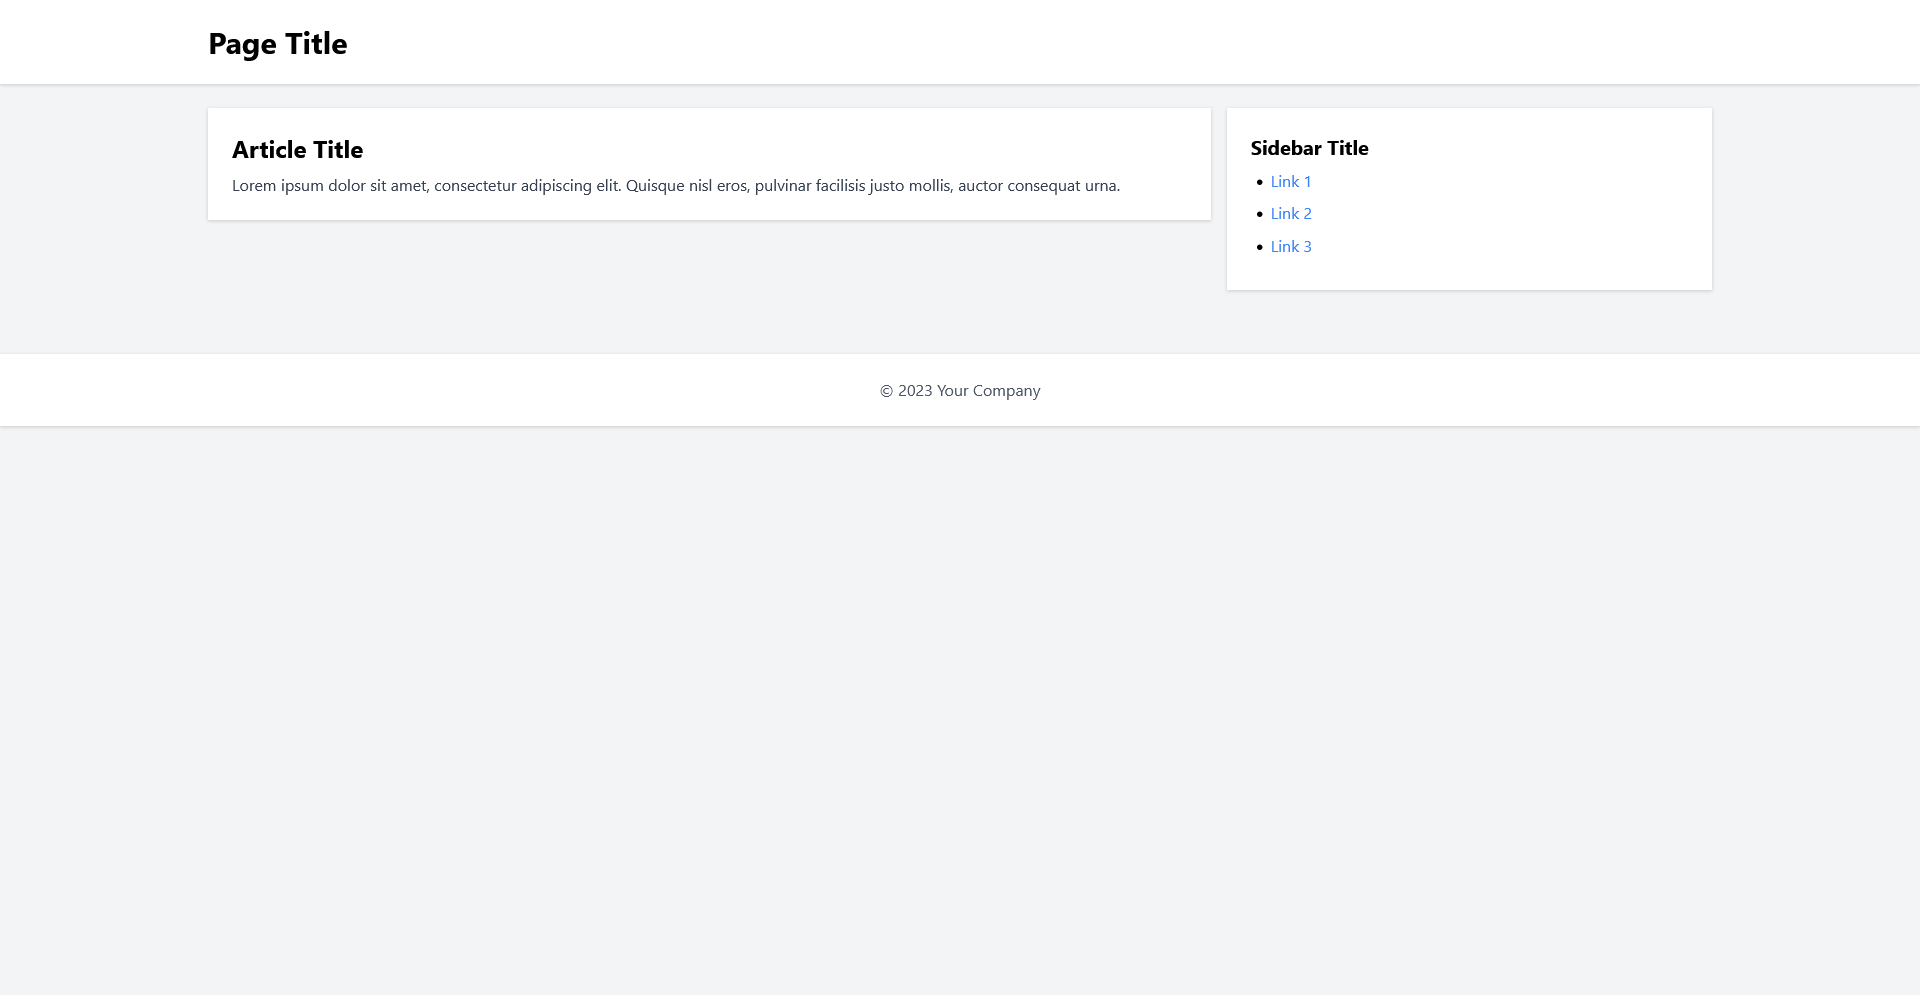 Page Title
Article Title
Lorem ipsum dolor sit amet, consectetur adipiscing elit. Quisque nisl eros, pulvinar facilisis justo mollis, auctor consequat urna.
Sidebar Title
Link 1
Link 2
Link 3
© 2023 Your Company